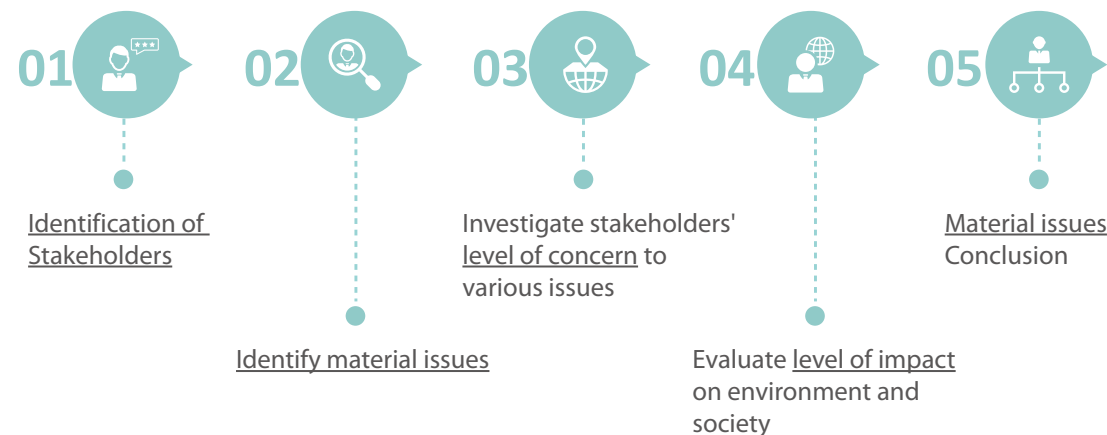 01
Identification of
Stakeholders
02
Identify material issues
03
Investigate stakeholders'
level of concern to
various issues
04
Evaluate level of impact
on environment and
society
05
Material issues
Conclusion